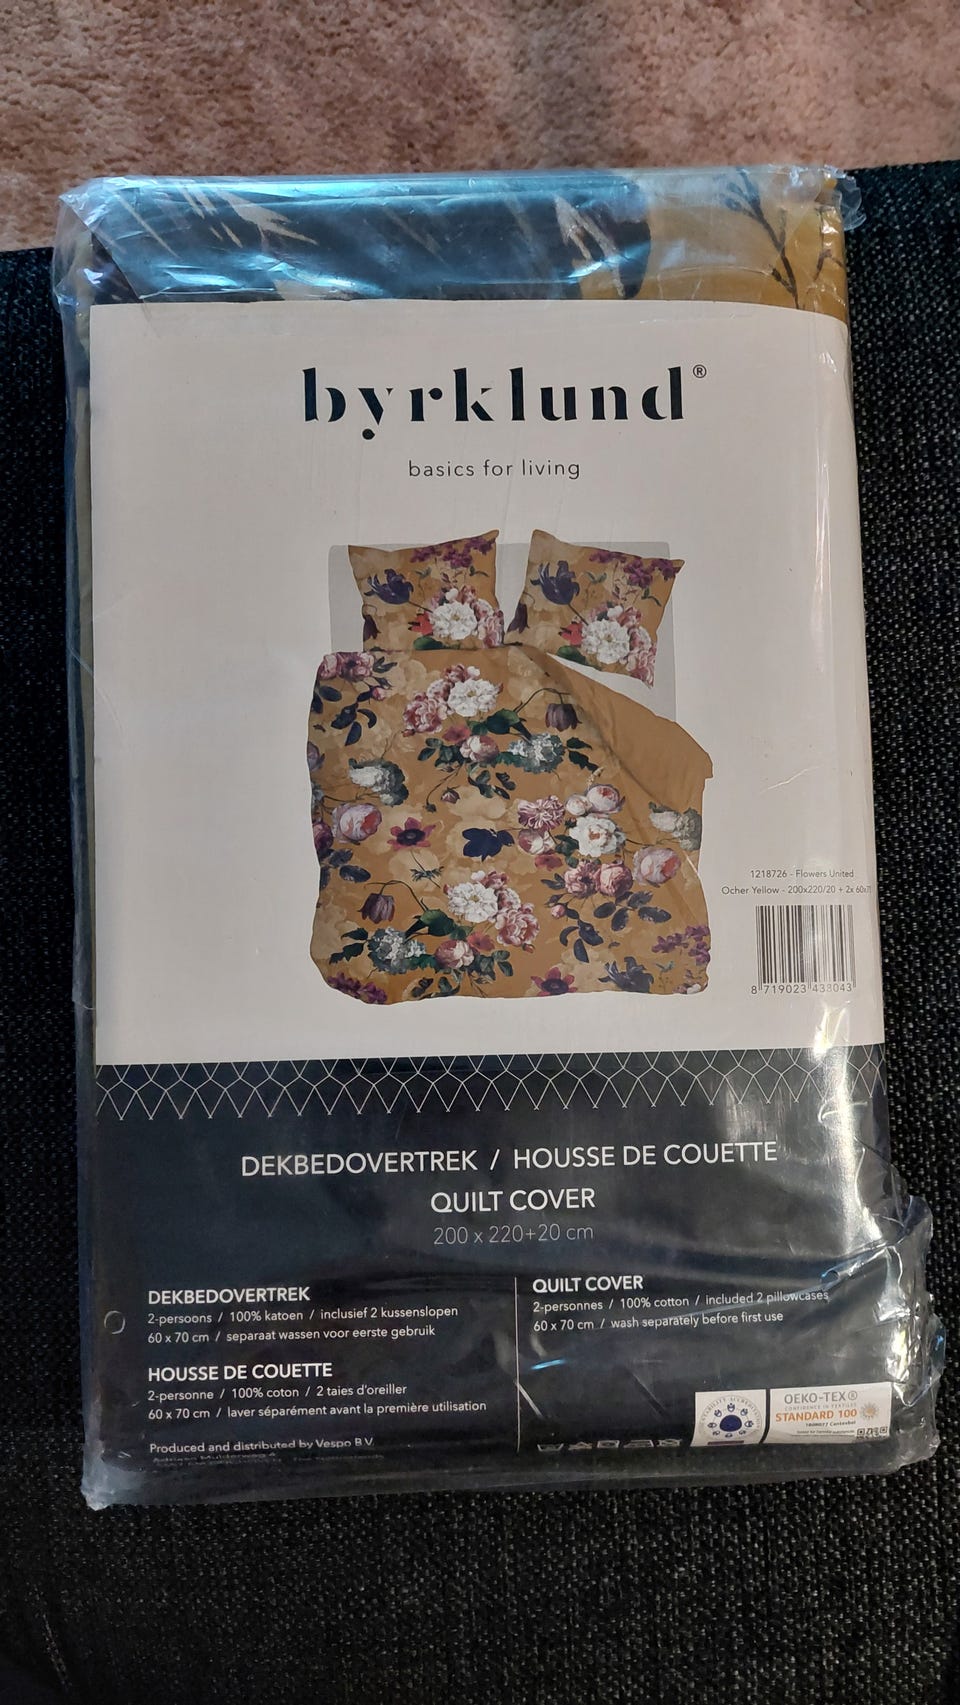 byrklund®
basics for living
1218726 - Flowers United
Ocher Yellow - 200x220/20 + 2x 60x7
8 719023 438043
DEKBEDOVERTREK / HOUSSE DE COUETTE
QUILT COVER
200 x 220+20 cm
DEKBEDOVERTREK
2-persoons / 100% katoen / inclusief 2 kussenslopen
60 x 70 cm / separaat wassen voor eerste gebruik
HOUSSE DE COUETTE
2-personne / 100% coton / 2 taies d'oreiller
60 x 70 cm / laver séparément avant la première utilisation
Produced and distributed by Vespo B.V.
QUILT COVER
2-personnes / 100% cotton / included 2 pillowcases
60 x 70 cm / wash separately before first use
OEKO-TEX®
CONFIDENCE IN TEXTILES
STANDARD 100